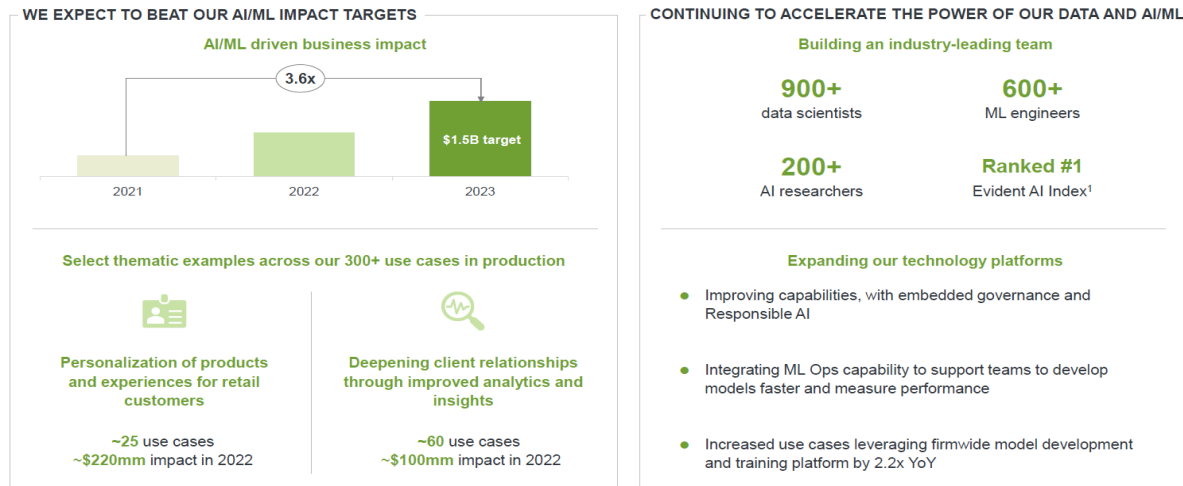 WE EXPECT TO BEAT OUR AI/ML IMPACT TARGETS
AI/ML driven business impact
3.6x
$1.5B target
2021
2022
2023
Select thematic examples across our 300+ use cases in production
Personalization of products
and experiences for retail
customers
~25 use cases
~$220mm impact in 2022
Deepening client relationships
through improved analytics and
insights
~60 use cases
~$100mm impact in 2022
CONTINUING TO ACCELERATE THE POWER OF OUR DATA AND AI/ML
Building an industry-leading team
900+
data scientists
600+
ML engineers
200+
AI researchers
Ranked #1
Evident AI Index¹
Expanding our technology platforms
● Improving capabilities, with embedded governance and
Responsible AI
● Integrating ML Ops capability to support teams to develop
models faster and measure performance
● Increased use cases leveraging firmwide model development
and training platform by 2.2x YoY